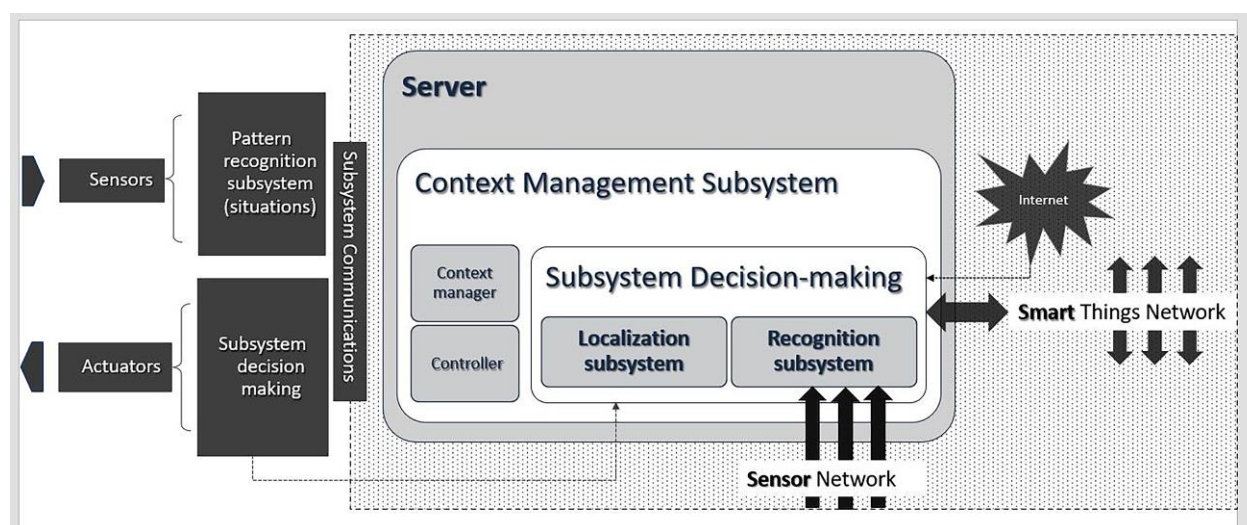 Server
Pattern
recognition
subsystem
(situations)
Sensors
Subsystem Communications
Context Management Subsystem
Internet
Context
manager
Subsystem Decision-making
Smart Things Network
Localization
subsystem
Recognition
subsystem
Controller
Subsystem
decision
making
Actuators
Sensor Network